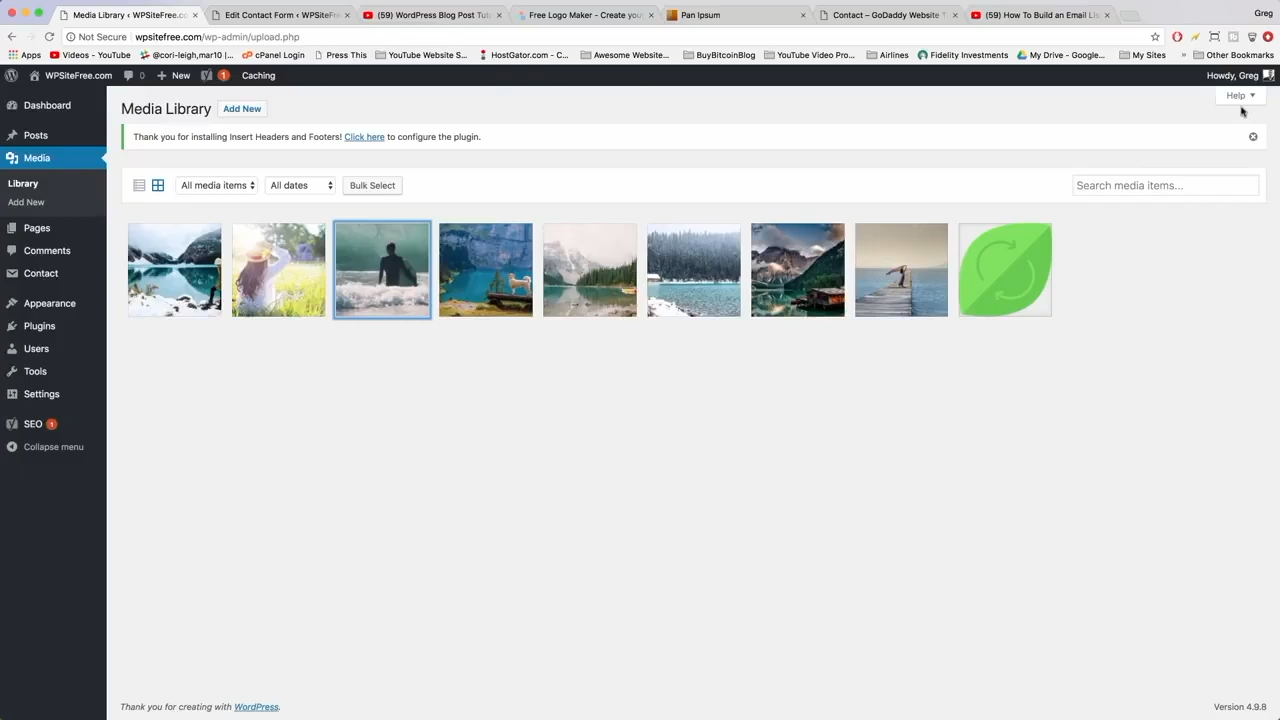 Media Library ‹ WPSiteFree.co
Edit Contact Form ‹ WPSiteFre
(59) WordPress Blog Post Tut
Free Logo Maker - Create you
Pan Ipsum
Contact – GoDaddy Website T
(59) How To Build an Email Lis
Greg
Not Secure wpsitefree.com/wp-admin/upload.php
Apps
Videos - YouTube
@cori-leigh,mar10 |...
cPanel Login
Press This
YouTube Website S...
HostGator.com - C...
Awesome Website...
BuyBitcoinBlog
YouTube Video Pro...
Airlines
Fidelity Investments
My Drive - Google...
My Sites
»
Other Bookmarks
WPSiteFree.com
0
New
1
Caching
Howdy, Greg
Dashboard
Posts
Media
Library
Add New
Pages
Comments
Contact
Appearance
Plugins
Users
Tools
Settings
SEO 1
Collapse menu
Help
Media Library Add New
Thank you for installing Insert Headers and Footers! Click here to configure the plugin.
All media items
All dates
Bulk Select
Search media items...
Thank you for creating with WordPress.
Version 4.9.8